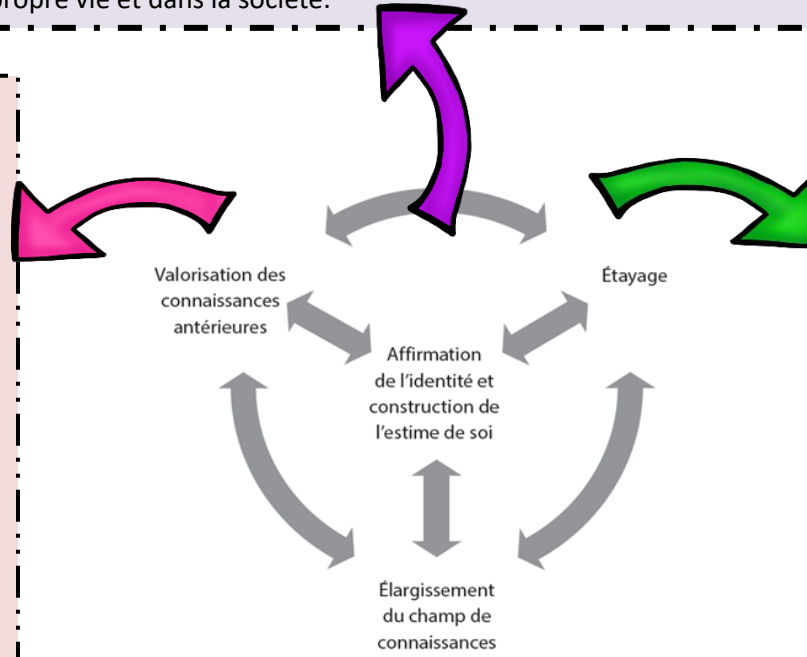 propre vie et dans la société.
Valorisation des
connaissances
antérieures
Étayage
Affirmation
de l'identité et
construction de
l'estime de soi
Élargissement
du champ de
connaissances